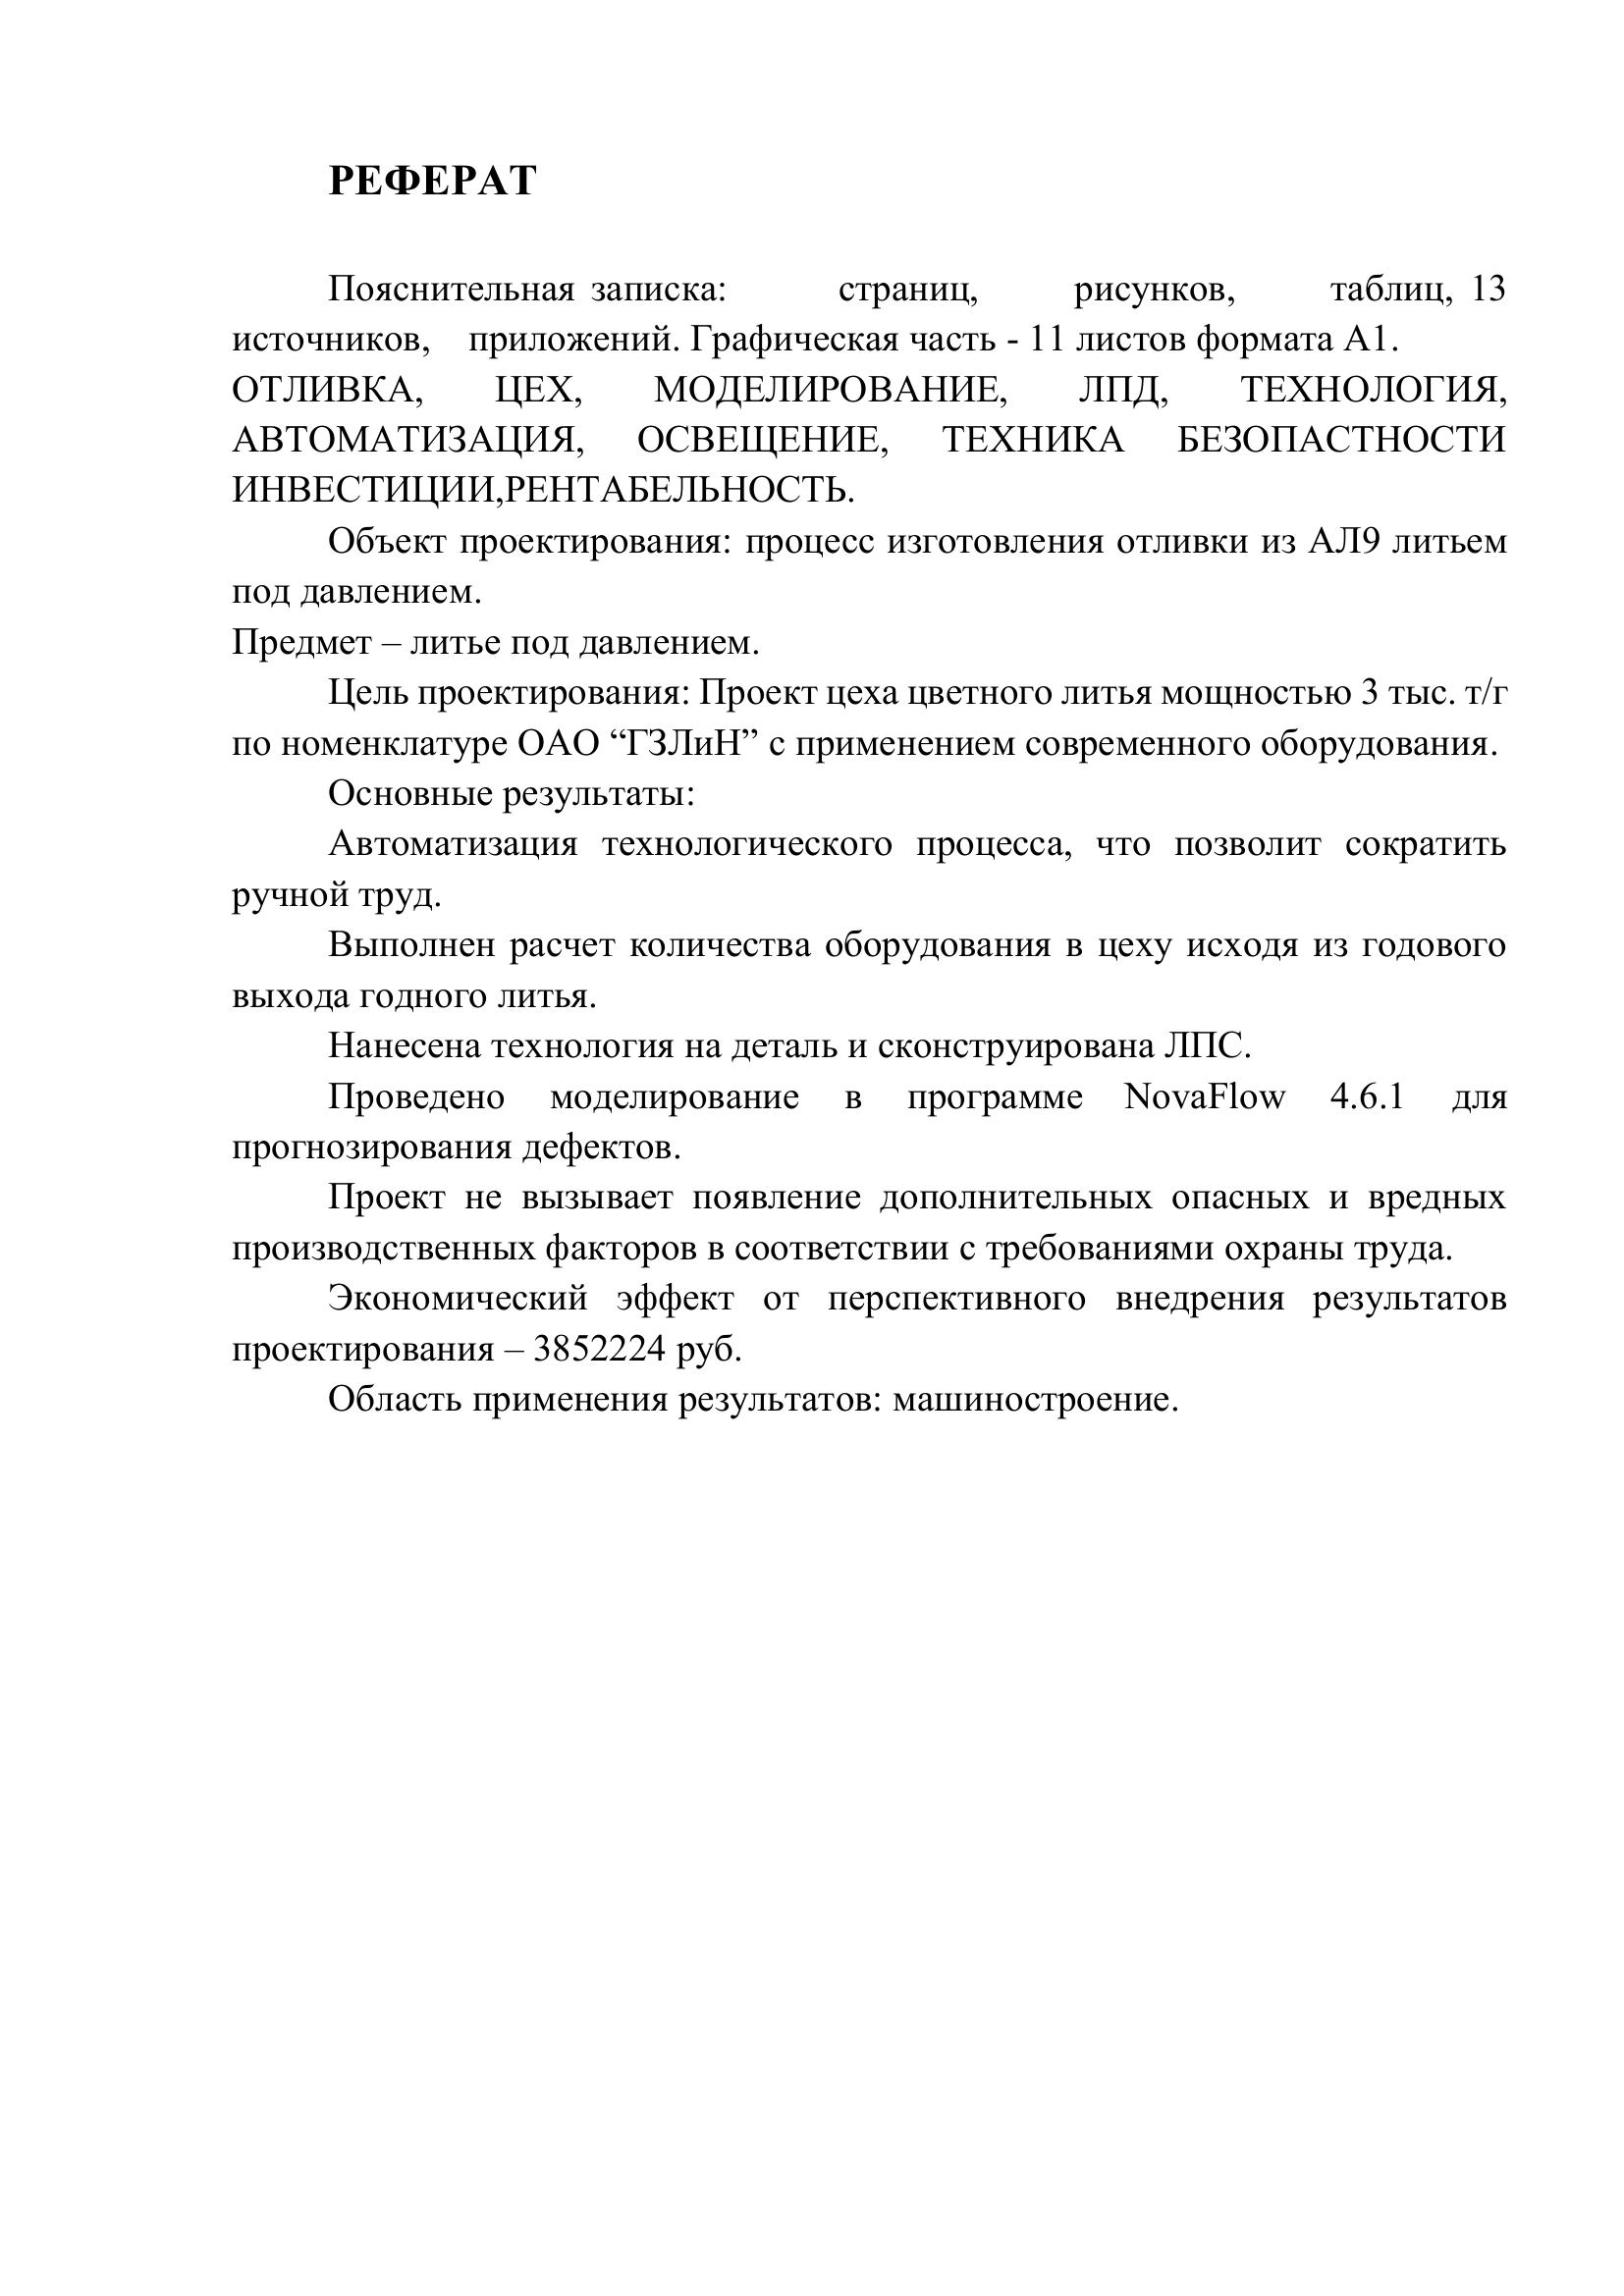 РЕФЕРАТ
Пояснительная записка: страниц, рисунков, таблиц, 13
источников, приложений. Графическая часть - 11 листов формата А1.
ОТЛИВКА, ЦЕХ, МОДЕЛИРОВАНИЕ, ЛПД, ТЕХНОЛОГИЯ,
АВТОМАТИЗАЦИЯ, ОСВЕЩЕНИЕ, ТЕХНИКА БЕЗОПАСТНОСТИ
ИНВЕСТИЦИИ,РЕНТАБЕЛЬНОСТЬ.
Объект проектирования: процесс изготовления отливки из АЛ9 литьем
под давлением.
Предмет – литье под давлением.
Цель проектирования: Проект цеха цветного литья мощностью 3 тыс. т/г
по номенклатуре ОАО “ГЗЛиН” с применением современного оборудования.
Основные результаты:
Автоматизация технологического процесса, что позволит сократить
ручной труд.
Выполнен расчет количества оборудования в цеху исходя из годового
выхода годного литья.
Нанесена технология на деталь и сконструирована ЛПС.
Проведено моделирование в программе NovaFlow 4.6.1 для
прогнозирования дефектов.
Проект не вызывает появление дополнительных опасных и вредных
производственных факторов в соответствии с требованиями охраны труда.
Экономический эффект от перспективного внедрения результатов
проектирования – 3852224 руб.
Область применения результатов: машиностроение.